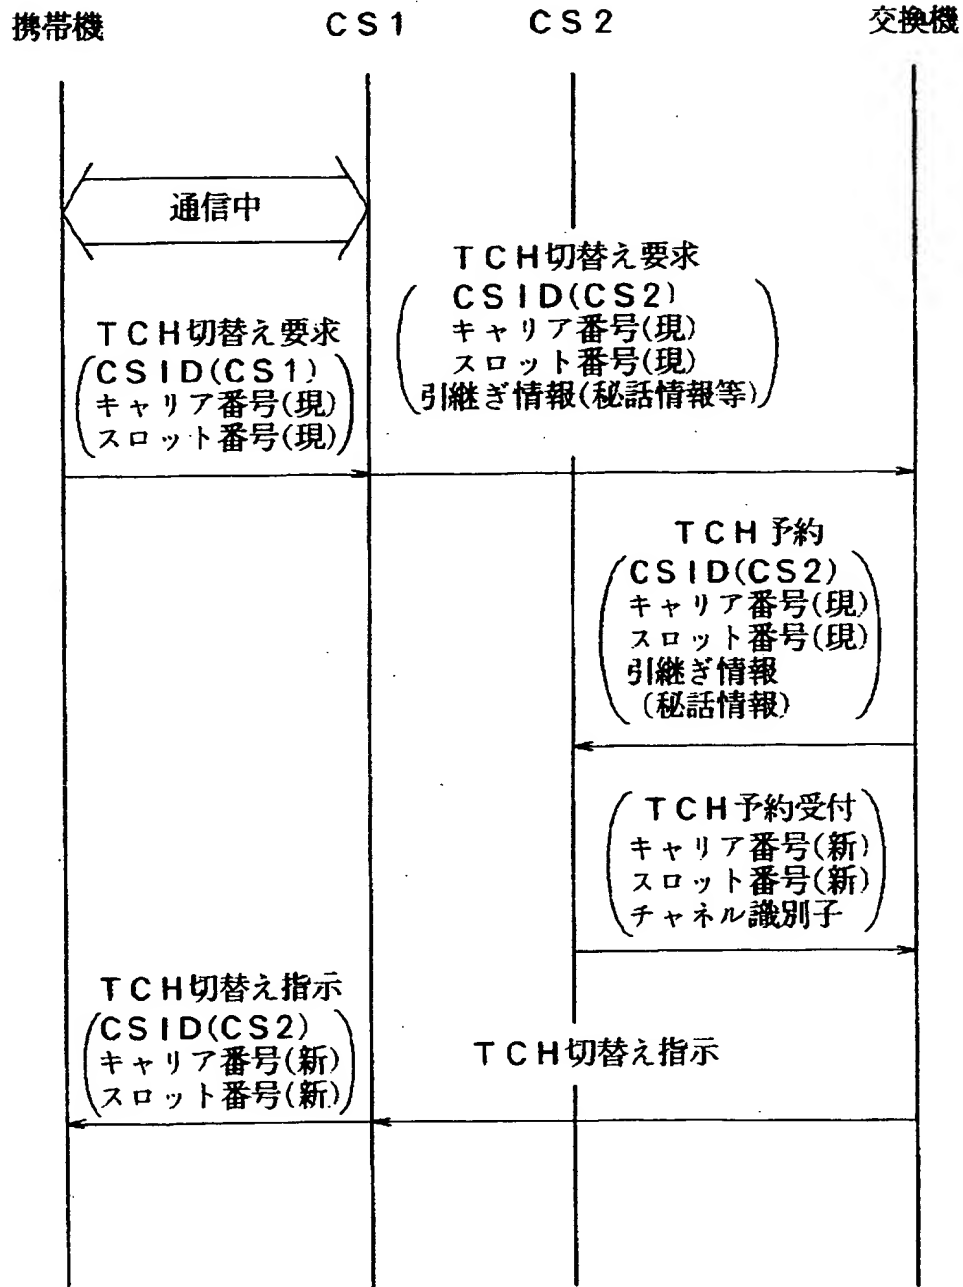 携帯機 CS1 CS2 交換機
通信中
TCH切替え要求
CSID(CS2)
キャリア番号(現)
スロット番号(現)
引継ぎ情報(秘話情報等)
TCH切替え要求
CSID(CS1)
キャリア番号(現)
スロット番号(現)
TCH予約
CSID(CS2)
キャリア番号(現)
スロット番号(現)
引継ぎ情報
(秘話情報)
TCH予約受付
キャリア番号(新)
スロット番号(新)
チャネル識別子
TCH切替え指示
CSID(CS2)
キャリア番号(新)
スロット番号(新)
TCH切替え指示